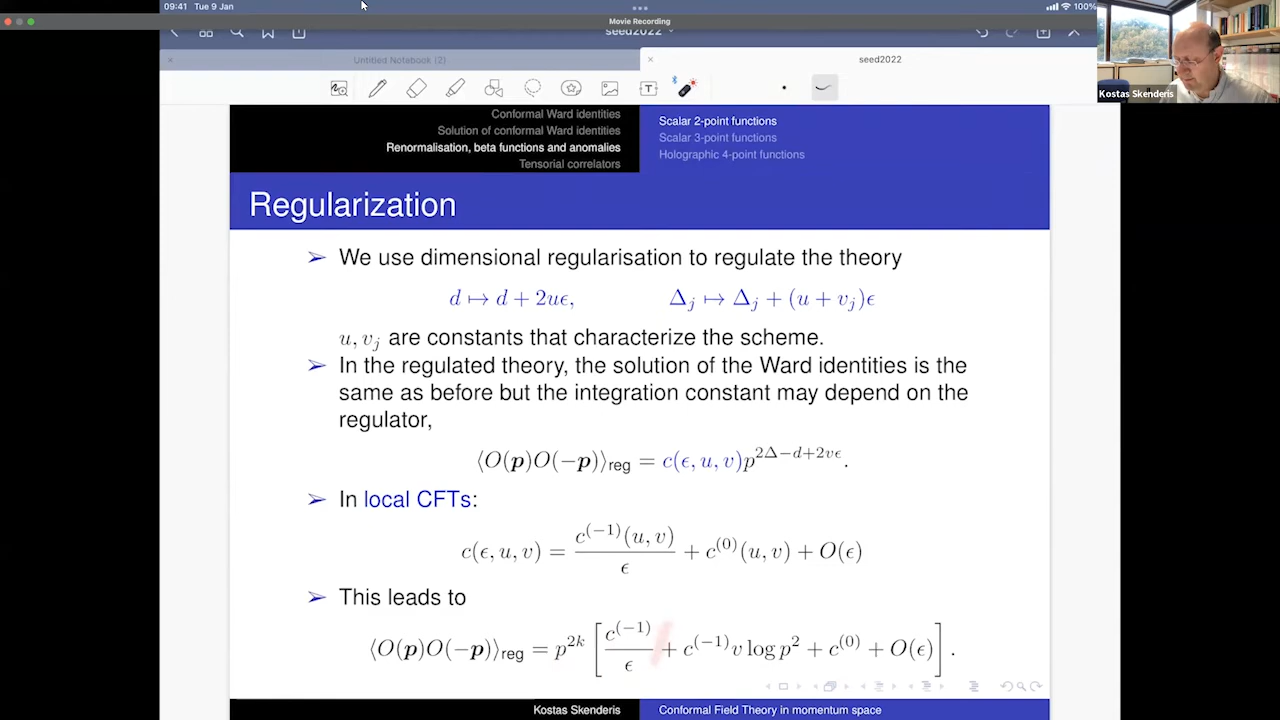 09:41 Tue 9 Jan
100%
Movie Recording
seed2022
Untitled Notebook (2)
seed2022
Kostas Skenderis
Conformal Ward identities
Solution of conformal Ward identities
Renormalisation, beta functions and anomalies
Tensorial correlators
Scalar 2-point functions
Scalar 3-point functions
Holographic 4-point functions
Regularization
➢ We use dimensional regularisation to regulate the theory
d ↦ d + 2uϵ, Δ_j ↦ Δ_j + (u + v_j)ϵ
u, v_j are constants that characterize the scheme.
➢ In the regulated theory, the solution of the Ward identities is the
same as before but the integration constant may depend on the
regulator,
⟨O(p)O(−p)⟩_reg = c(ϵ, u, v)p^{2Δ−d+2vϵ}.
➢ In local CFTs:
c(ϵ, u, v) = \frac{c^{(−1)}(u, v)}{ϵ} + c^{(0)}(u, v) + O(ϵ)
➢ This leads to
⟨O(p)O(−p)⟩_reg = p^{2k} [ \frac{c^{(−1)}}{ϵ} + c^{(−1)} v log p^2 + c^{(0)} + O(ϵ) ] .
Kostas Skenderis
Conformal Field Theory in momentum space